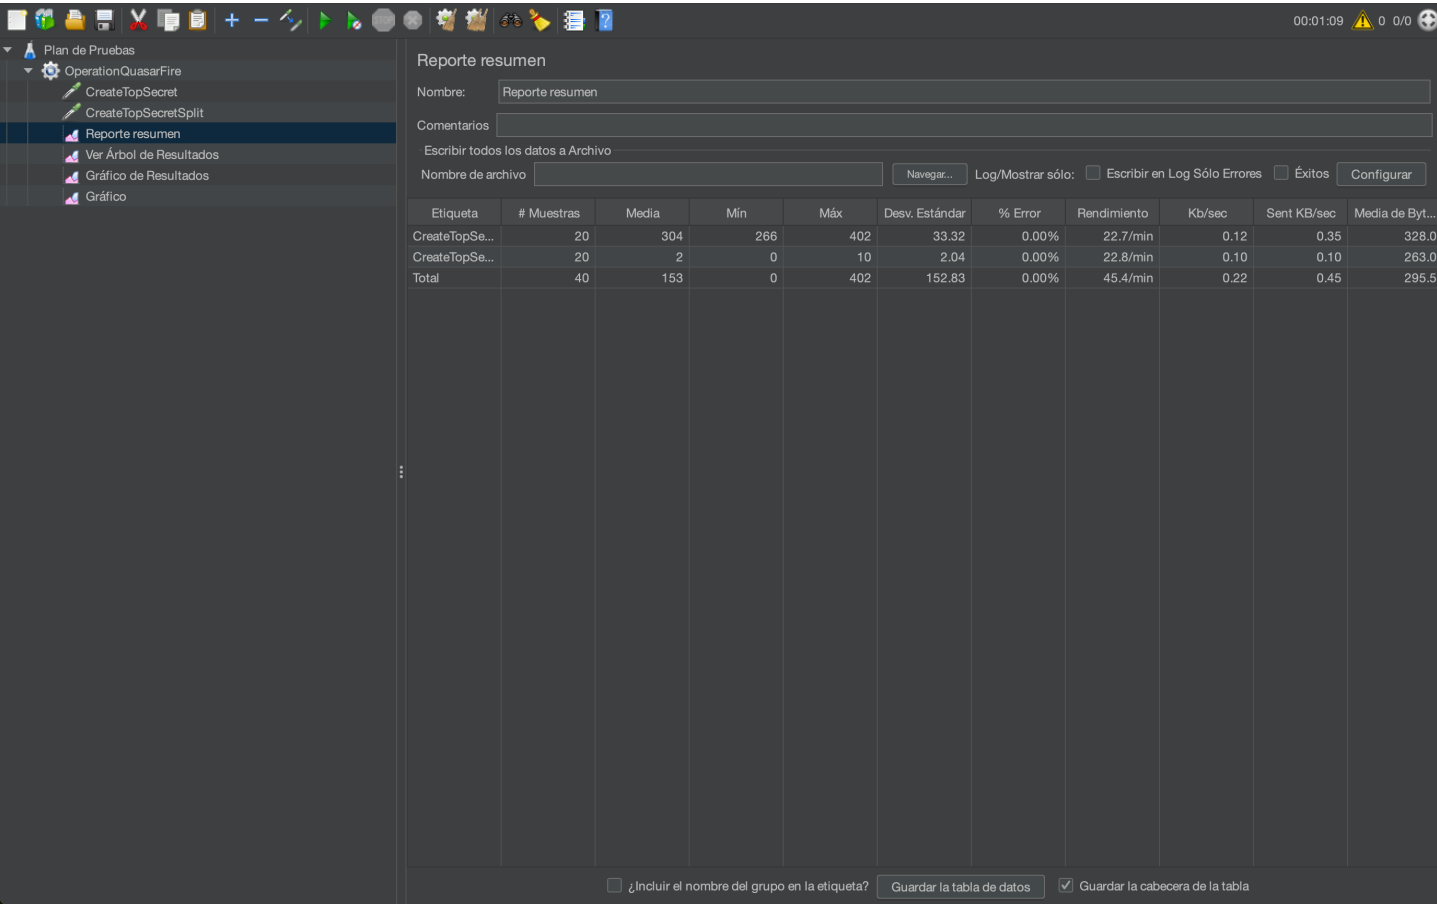 STOP
00:01:09 0 0/0
Plan de Pruebas
OperationQuasarFire
CreateTopSecret
CreateTopSecretSplit
Reporte resumen
Ver Árbol de Resultados
Gráfico de Resultados
Gráfico
Reporte resumen
Nombre: Reporte resumen
Comentarios
Escribir todos los datos a Archivo
Nombre de archivo Navegar... Log/Mostrar sólo: Escribir en Log Sólo Errores Éxitos Configurar
Etiqueta # Muestras Media Mín Máx Desv. Estándar % Error Rendimiento Kb/sec Sent KB/sec Media de Byt...
CreateTopSe... 20 304 266 402 33.32 0.00% 22.7/min 0.12 0.35 328.0
CreateTopSe... 20 2 0 10 2.04 0.00% 22.8/min 0.10 0.10 263.0
Total 40 153 0 402 152.83 0.00% 45.4/min 0.22 0.45 295.5
¿Incluir el nombre del grupo en la etiqueta? Guardar la tabla de datos Guardar la cabecera de la tabla